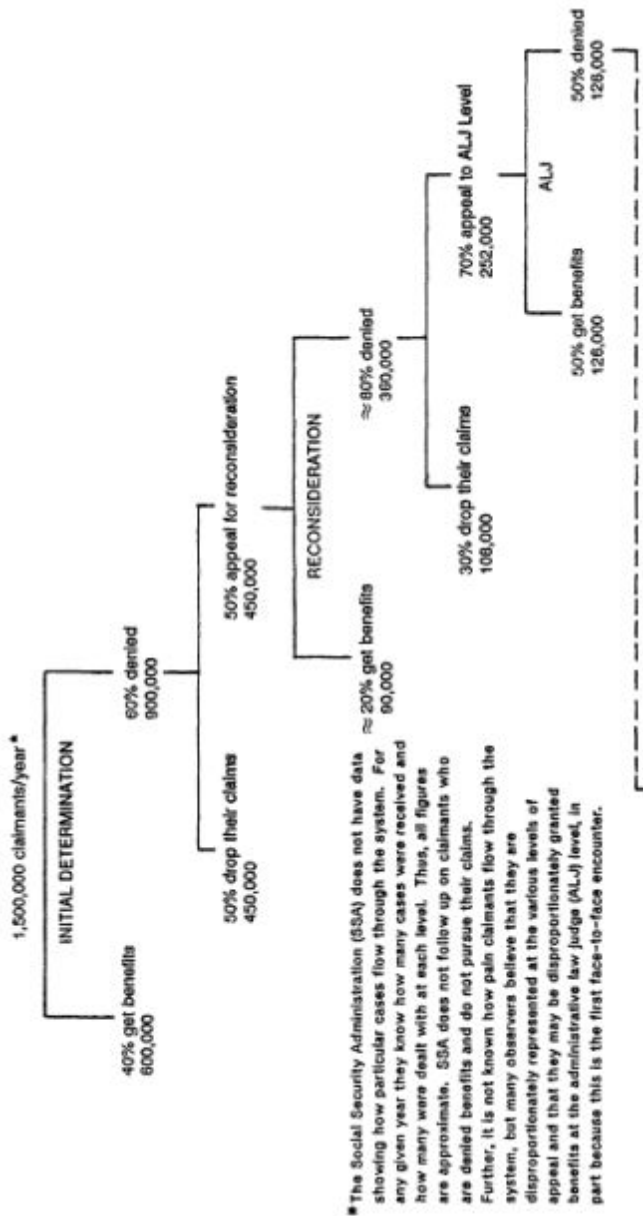 1,500,000 claimants/year*
INITIAL DETERMINATION
40% get benefits
600,000
60% denied
900,000
50% drop their claims
450,000
50% appeal for reconsideration
450,000
RECONSIDERATION
≈ 20% get benefits
90,000
≈ 80% denied
360,000
30% drop their claims
108,000
70% appeal to ALJ Level
252,000
ALJ
50% get benefits
126,000
50% denied
126,000
*The Social Security Administration (SSA) does not have data
showing how particular cases flow through the system. For
any given year they know how many cases were received and
how many were dealt with at each level. Thus, all figures
are approximate. SSA does not follow up on claimants who
are denied benefits and do not pursue their claims.
Further, it is not known how pain claimants flow through the
system, but many observers believe that they are
disproportionately represented at the various levels of
appeal and that they may be disproportionately granted
benefits at the administrative law judge (ALJ) level, in
part because this is the first face-to-face encounter.